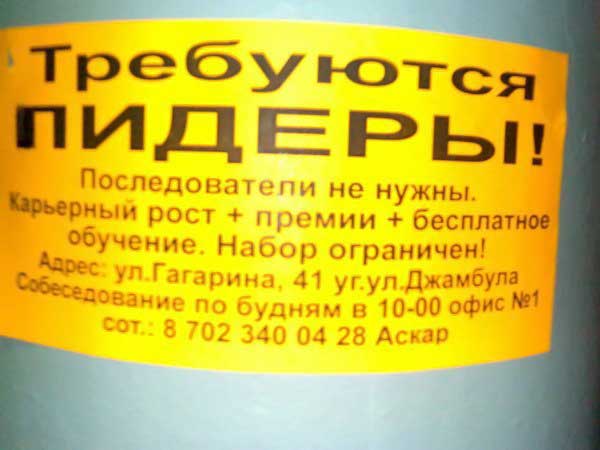 Требуются
ПИДЕРЫ!
Последователи не нужны.
Карьерный рост + премии + бесплатное
обучение. Набор ограничен!
Адрес: ул.Гагарина, 41 уг.ул.Джамбула
Собеседование по будням в 10-00 офис №1
сот.: 8 702 340 04 28 Аскар